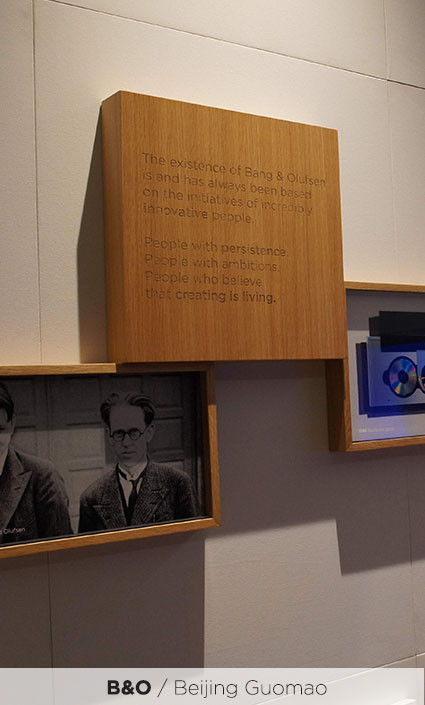 The existence of Bang & Olufsen
is and has always been based
on the initiatives of incredibly
innovative people.
People with persistence.
People with ambitions.
People who believe
that creating is living.
Olufsen
B&O / Beijing Guomao